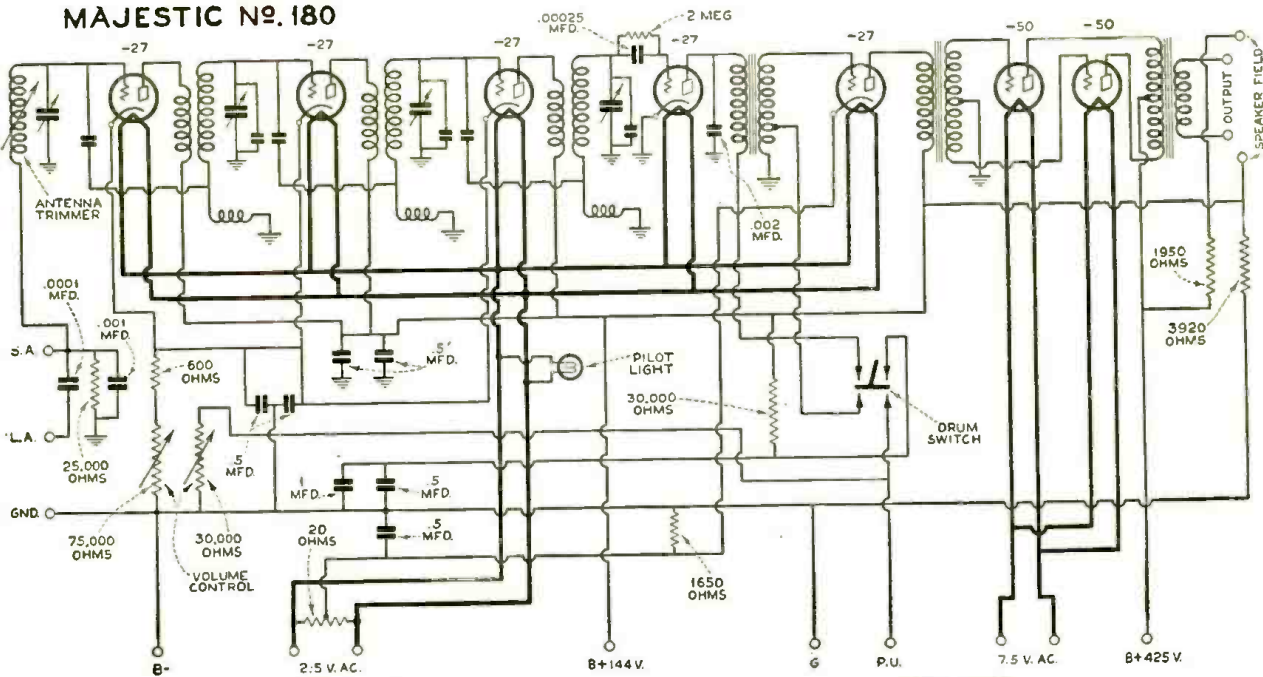 MAJESTIC Nº. 180
.00025
MFD.
2 MEG
-27
-27
-27
-27
-27
-50
-50
OUTPUT
SPEAKER FIELD
ANTENNA
TRIMMER
.002
MFD.
1950
OHMS
3920
OHMS
.0001
MFD.
.001
MFD.
S.A.
L.A.
GND.
600
OHMS
.5
MFD.
PILOT
LIGHT
30,000
OHMS
DRUM
SWITCH
25,000
OHMS
.5
MFD.
1
MFD.
.5
MFD.
.5
MFD.
75,000
OHMS
30,000
OHMS
VOLUME
CONTROL
20
OHMS
1650
OHMS
B-
2.5 V. AC.
B+144 V.
G
P.U.
7.5 V. AC.
B+425 V.